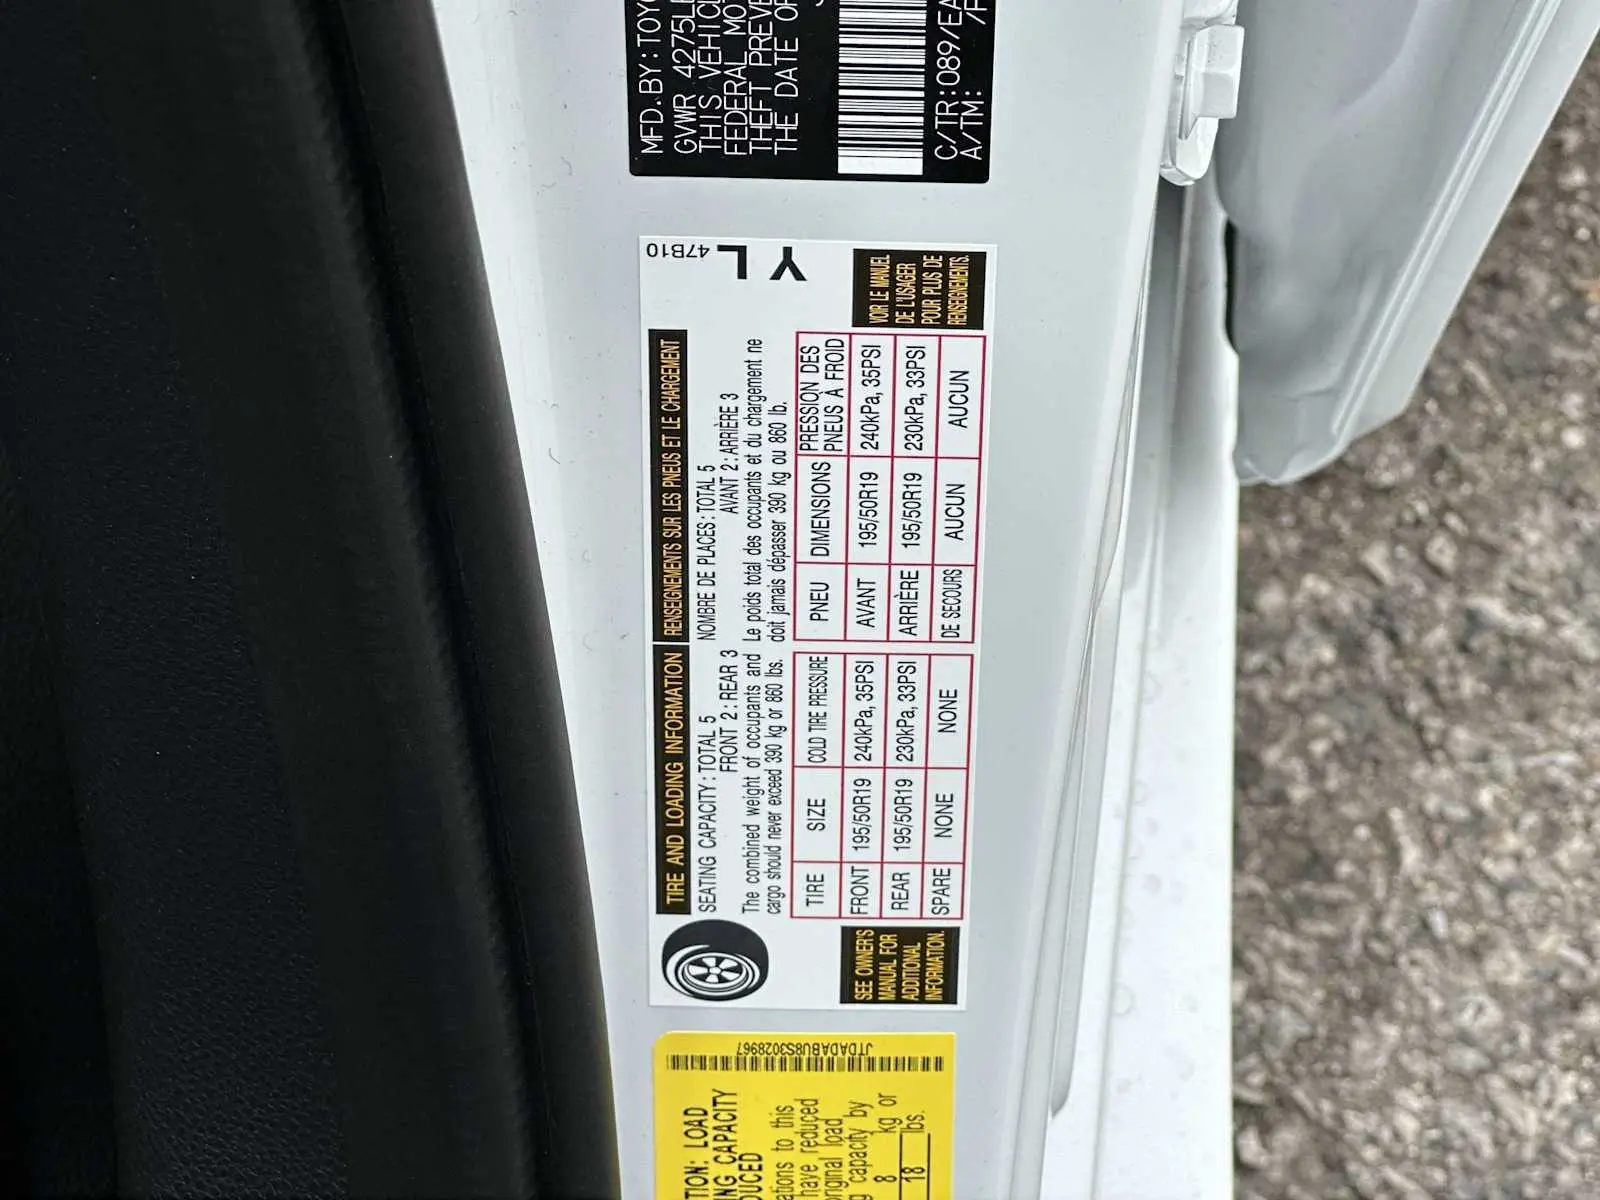 MFD.BY:TOYO
GVWR 4275LB
THIS VEHICL
FEDERAL MOT
THEFT PREVE
THE DATE OF
C/TR:089/EA
A/TM: /F
47B10
YL
TIRE AND LOADING INFORMATION
SEATING CAPACITY : TOTAL 5
FRONT 2 : REAR 3
The combined weight of occupants and
cargo should never exceed 390 kg or 860 lbs.
TIRE SIZE COLD TIRE PRESSURE
FRONT 195/50R19 240kPa, 35PSI
REAR 195/50R19 230kPa, 33PSI
SPARE NONE NONE
SEE OWNER'S
MANUAL FOR
ADDITIONAL
INFORMATION.
RENSEIGNEMENTS SUR LES PNEUS ET LE CHARGEMENT
NOMBRE DE PLACES : TOTAL 5
AVANT 2 : ARRIÈRE 3
Le poids total des occupants et du chargement ne
doit jamais dépasser 390 kg ou 860 lb.
PNEU DIMENSIONS PRESSION DES
PNEUS À FROID
AVANT 195/50R19 240kPa, 35PSI
ARRIÈRE 195/50R19 230kPa, 33PSI
DE SECOURS AUCUN AUCUN
VOIR LE MANUEL
DE L'USAGER
POUR PLUS DE
RENSEIGNEMENTS.
JTDADABU8S3028967
TION: LOAD
NG CAPACITY
DUCED
ations to this
have reduced
riginal load
g capacity by
8 kg or
18 lbs.